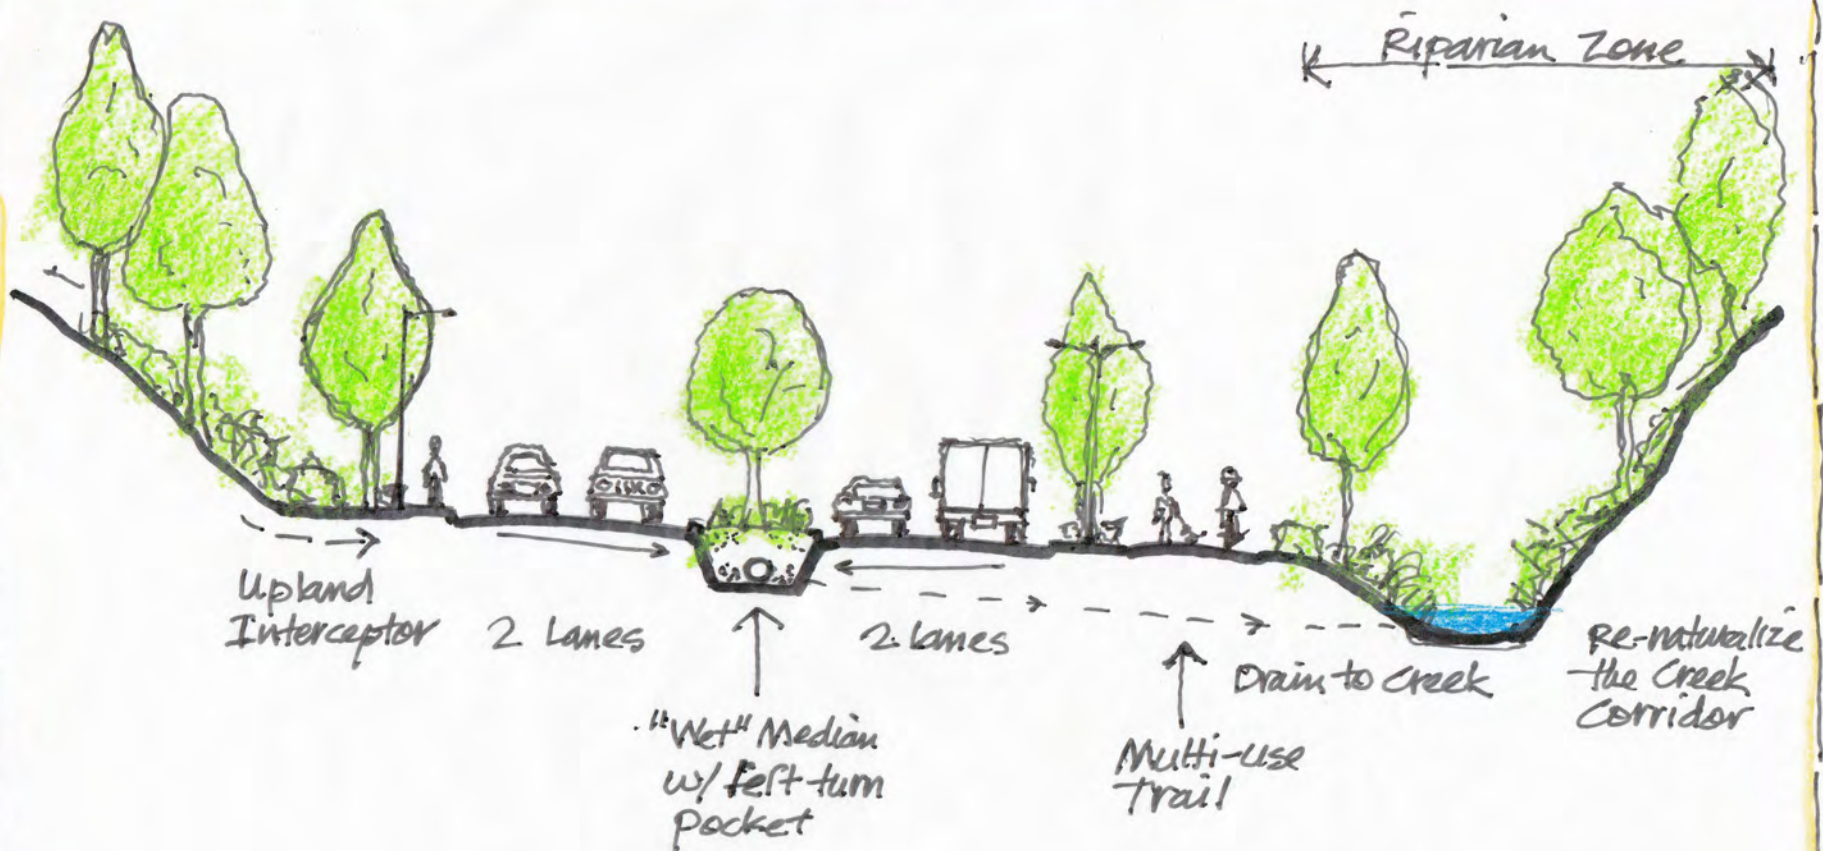 Riparian Zone
Upland
Interceptor
2 Lanes
2 Lanes
"Wet" Median
w/ left turn
Pocket
Multi-use
Trail
Drain to Creek
Re-naturalize
the Creek
Corridor